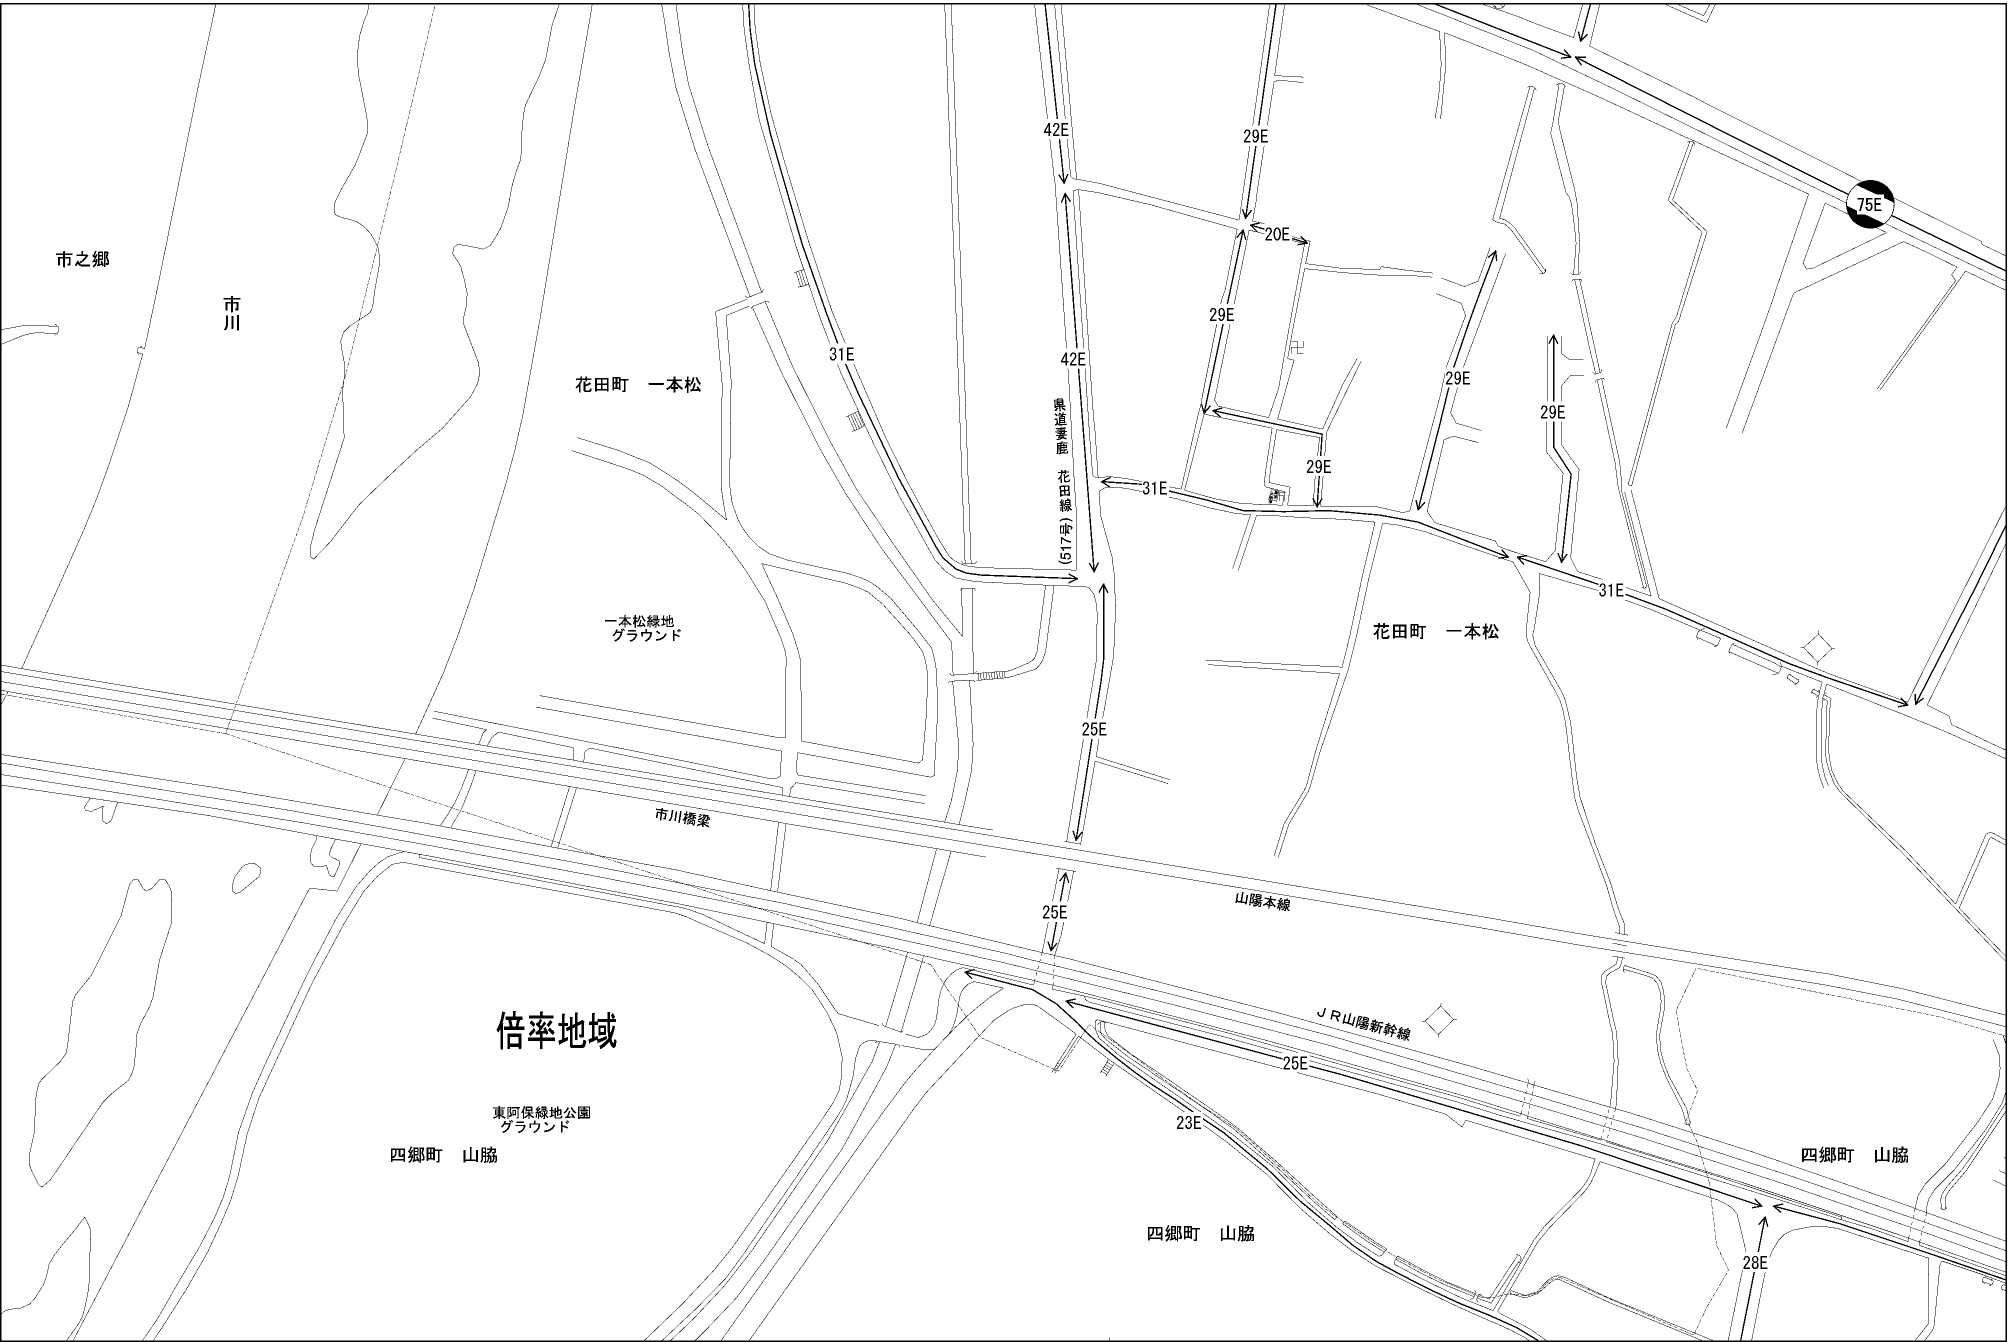 42E
29E
75E
20E
市之郷
市川
29E
31E
42E
29E
花田町　一本松
29E
県道妻鹿　花田線(517号)
29E
31E
31E
一本松緑地
グラウンド
花田町　一本松
25E
市川橋梁
山陽本線
25E
倍率地域
ＪＲ山陽新幹線
25E
東阿保緑地公園
グラウンド
23E
四郷町　山脇
四郷町　山脇
四郷町　山脇
28E